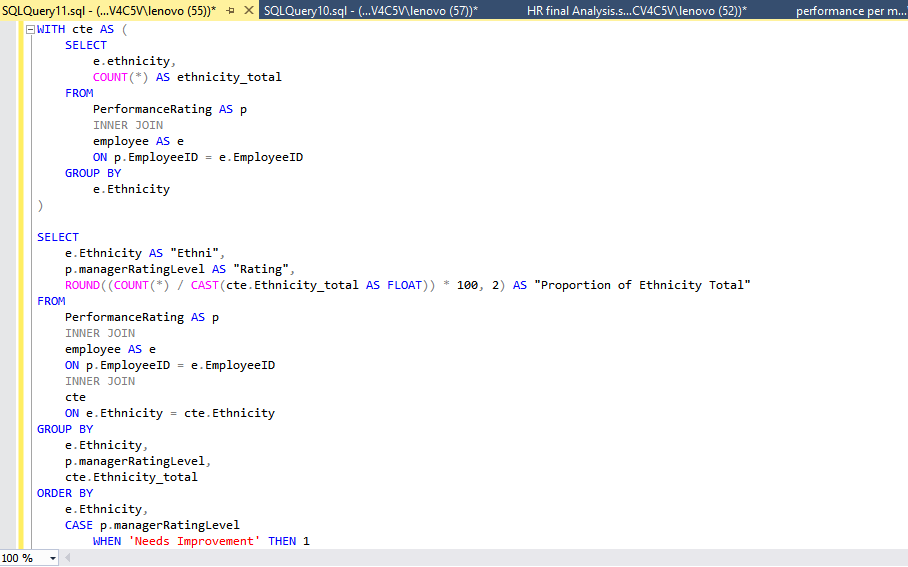 SQLQuery11.sql - (...V4C5V\lenovo (55))* SQLQuery10.sql - (...V4C5V\lenovo (57))* HR final Analysis.s...CV4C5V\lenovo (52))* performance per m...
WITH cte AS (
SELECT
e.ethnicity,
COUNT(*) AS ethnicity_total
FROM
PerformanceRating AS p
INNER JOIN
employee AS e
ON p.EmployeeID = e.EmployeeID
GROUP BY
e.Ethnicity
)
SELECT
e.Ethnicity AS "Ethni",
p.managerRatingLevel AS "Rating",
ROUND((COUNT(*) / CAST(cte.Ethnicity_total AS FLOAT)) * 100, 2) AS "Proportion of Ethnicity Total"
FROM
PerformanceRating AS p
INNER JOIN
employee AS e
ON p.EmployeeID = e.EmployeeID
INNER JOIN
cte
ON e.Ethnicity = cte.Ethnicity
GROUP BY
e.Ethnicity,
p.managerRatingLevel,
cte.Ethnicity_total
ORDER BY
e.Ethnicity,
CASE p.managerRatingLevel
WHEN 'Needs Improvement' THEN 1
100 %